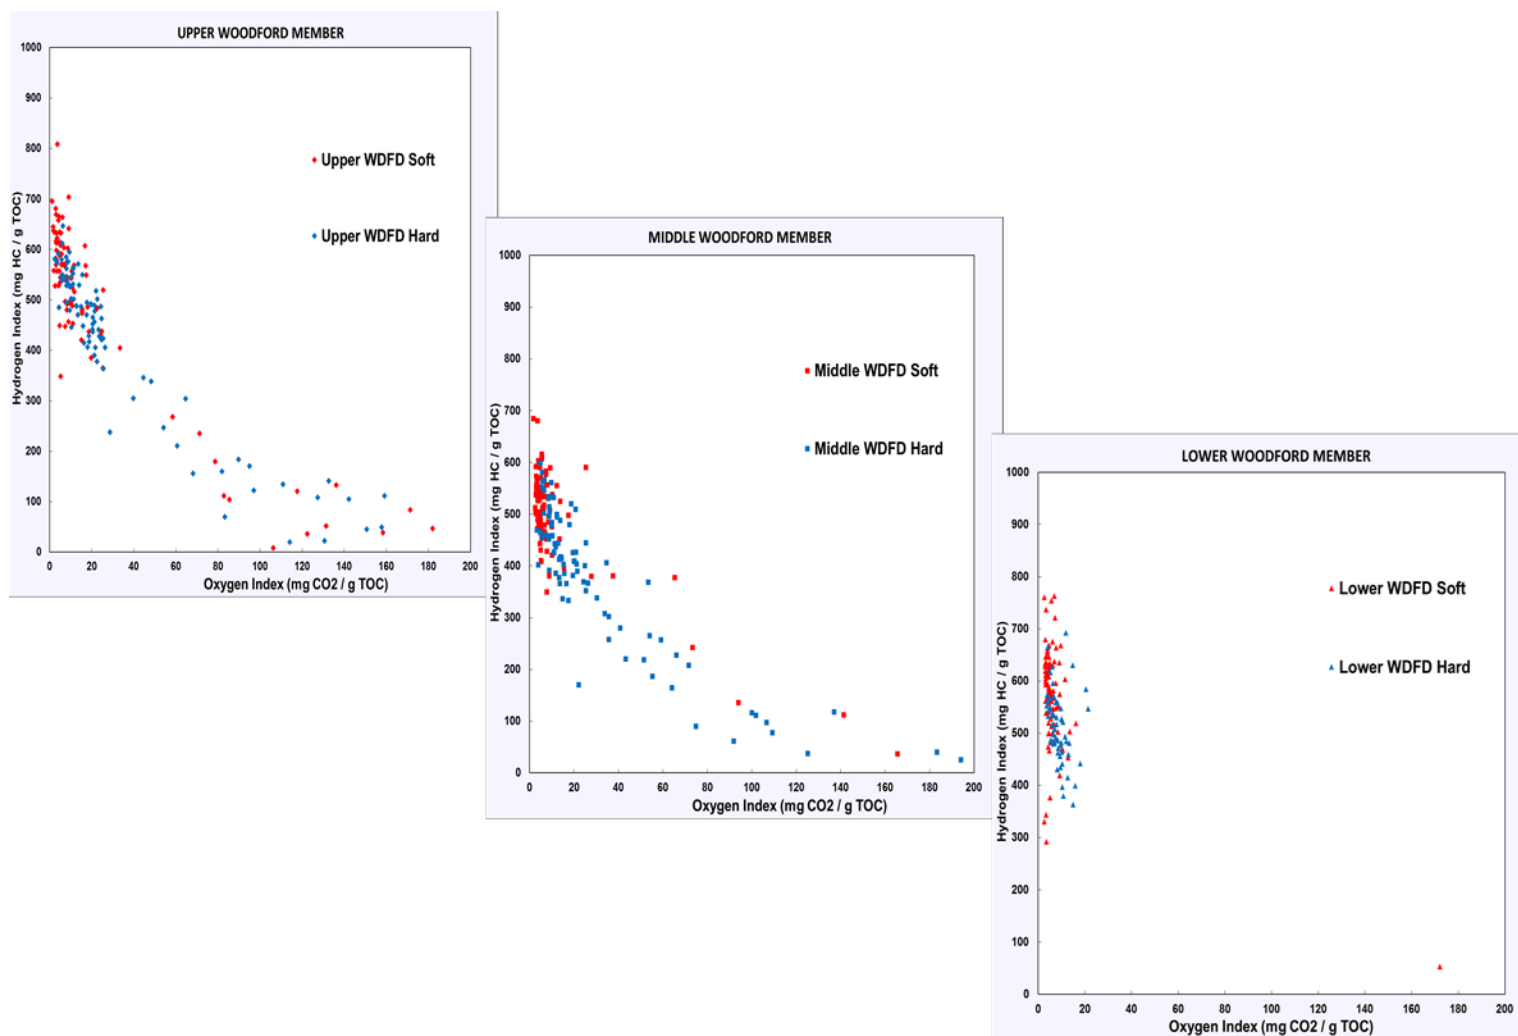 UPPER WOODFORD MEMBER
1000
900
800
700
600
500
400
300
200
100
0
Hydrogen Index (mg HC / g TOC)
Upper WDFD Soft
Upper WDFD Hard
0 20 40 60 80 100 120 140 160 180 200
Oxygen Index (mg CO2 / g TOC)
MIDDLE WOODFORD MEMBER
1000
900
800
700
600
500
400
300
200
100
0
Hydrogen Index (mg HC / g TOC)
Middle WDFD Soft
Middle WDFD Hard
0 20 40 60 80 100 120 140 160 180 200
Oxygen Index (mg CO2 / g TOC)
LOWER WOODFORD MEMBER
1000
900
800
700
600
500
400
300
200
100
0
Hydrogen Index (mg HC / g TOC)
Lower WDFD Soft
Lower WDFD Hard
0 20 40 60 80 100 120 140 160 180 200
Oxygen Index (mg CO2 / g TOC)